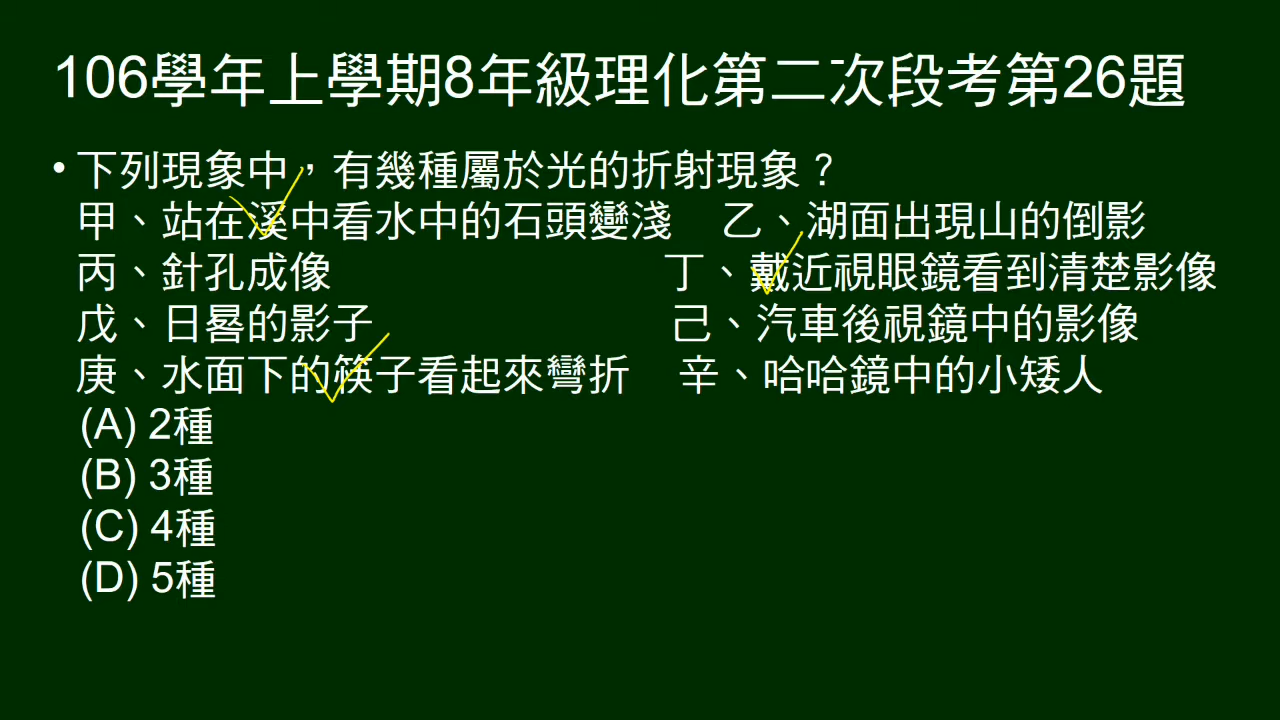 106學年上學期8年級理化第二次段考第26題
• 下列現象中，有幾種屬於光的折射現象？
甲、站在溪中看水中的石頭變淺　乙、湖面出現山的倒影
丙、針孔成像　丁、戴近視眼鏡看到清楚影像
戊、日晷的影子　己、汽車後視鏡中的影像
庚、水面下的筷子看起來彎折　辛、哈哈鏡中的小矮人
(A) 2種
(B) 3種
(C) 4種
(D) 5種